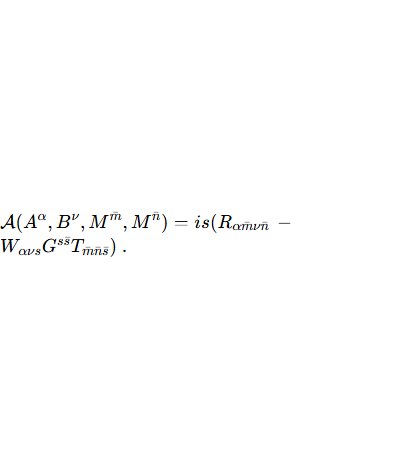 𝒜(A^α, B^ν, M^m̄, M^n̄) = is(R_{αm̄νn̄} −
W_{ανs}G^{ss̄}T_{m̄n̄s̄}) .